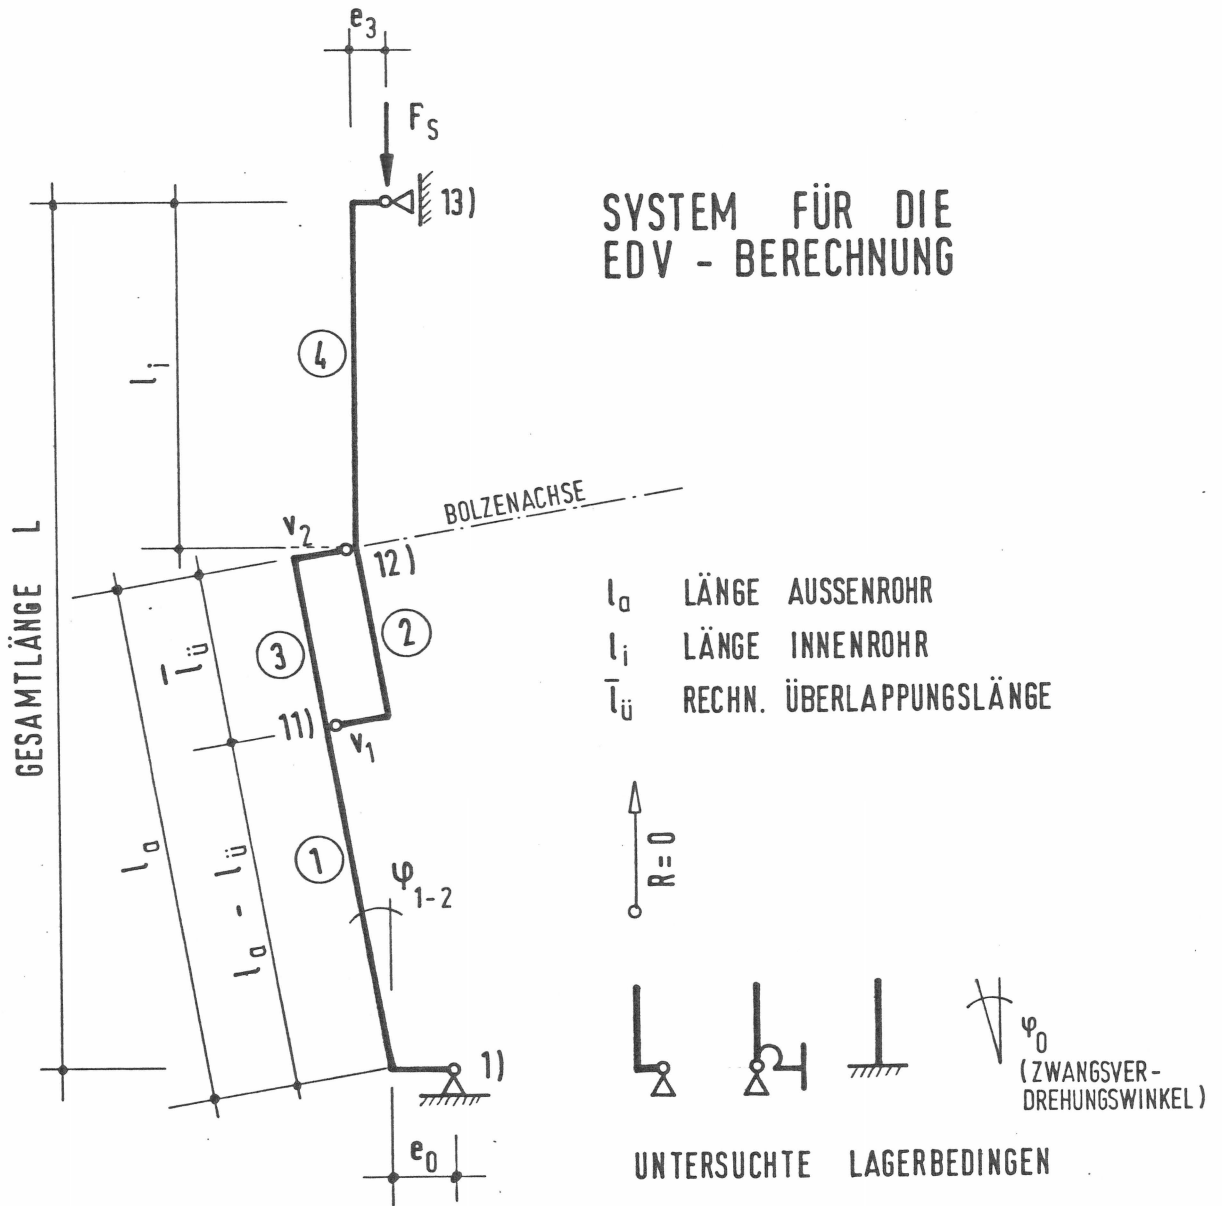 e3
FS
13)
SYSTEM FÜR DIE
EDV - BERECHNUNG
4
li
BOLZENACHSE
v2
12)
GESAMTLÄNGE L
la LÄNGE AUSSENROHR
li LÄNGE INNENROHR
l̅ü RECHN. ÜBERLAPPUNGSLÄNGE
2
3
l̅ü
11)
v1
la
la - lü
1
φ1-2
R=0
1)
e0
φ0
(ZWANGSVER-
DREHUNGSWINKEL)
UNTERSUCHTE LAGERBEDINGEN